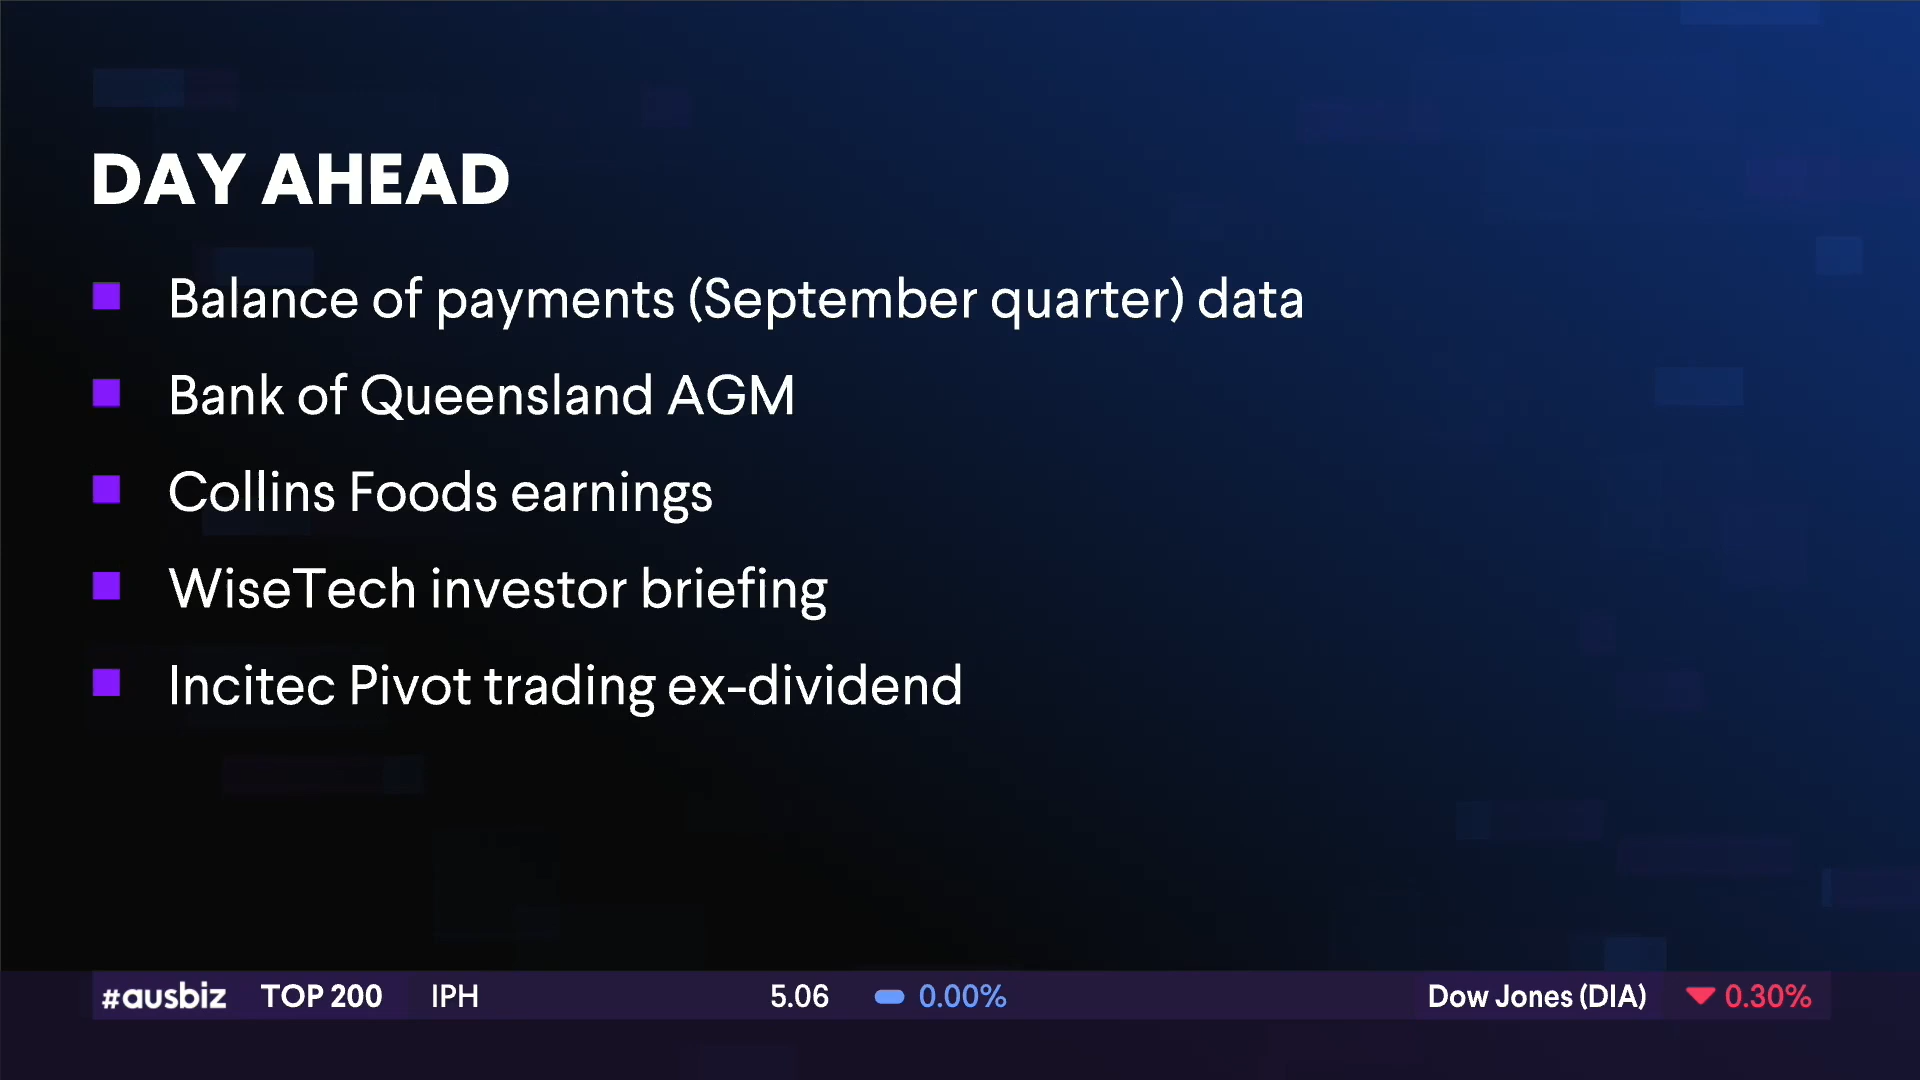 DAY AHEAD
Balance of payments (September quarter) data
Bank of Queensland AGM
Collins Foods earnings
WiseTech investor briefing
Incitec Pivot trading ex-dividend
#ausbiz TOP 200 IPH 5.06 0.00% Dow Jones (DIA) 0.30%